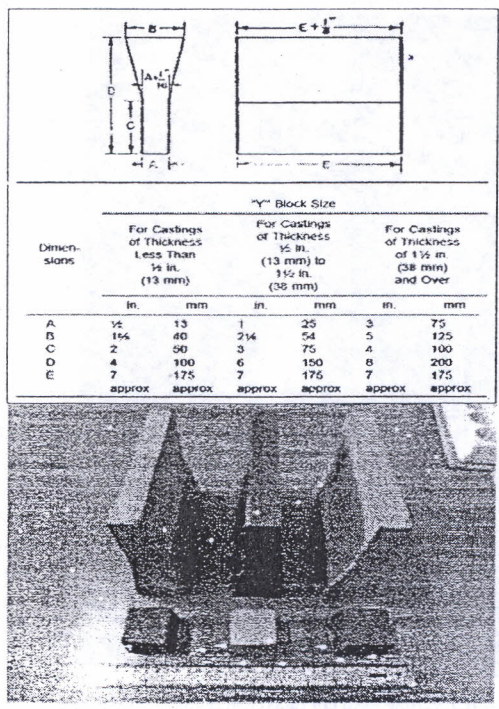 B
E + 1/8"
A + 1/16"
D
C
A
E
"Y" Block Size
Dimen-
sions
For Castings
of Thickness
Less Than
½ in.
(13 mm)
For Castings
of Thickness
½ in.
(13 mm) to
1½ in.
(38 mm)
For Castings
of Thickness
of 1½ in.
(38 mm)
and Over
in. mm in. mm in. mm
A ½ 13 1 25 3 75
B 1⅝ 40 2⅛ 54 5 125
C 2 50 3 75 4 100
D 4 100 6 150 8 200
E 7 175 7 175 7 175
approx approx approx approx approx approx